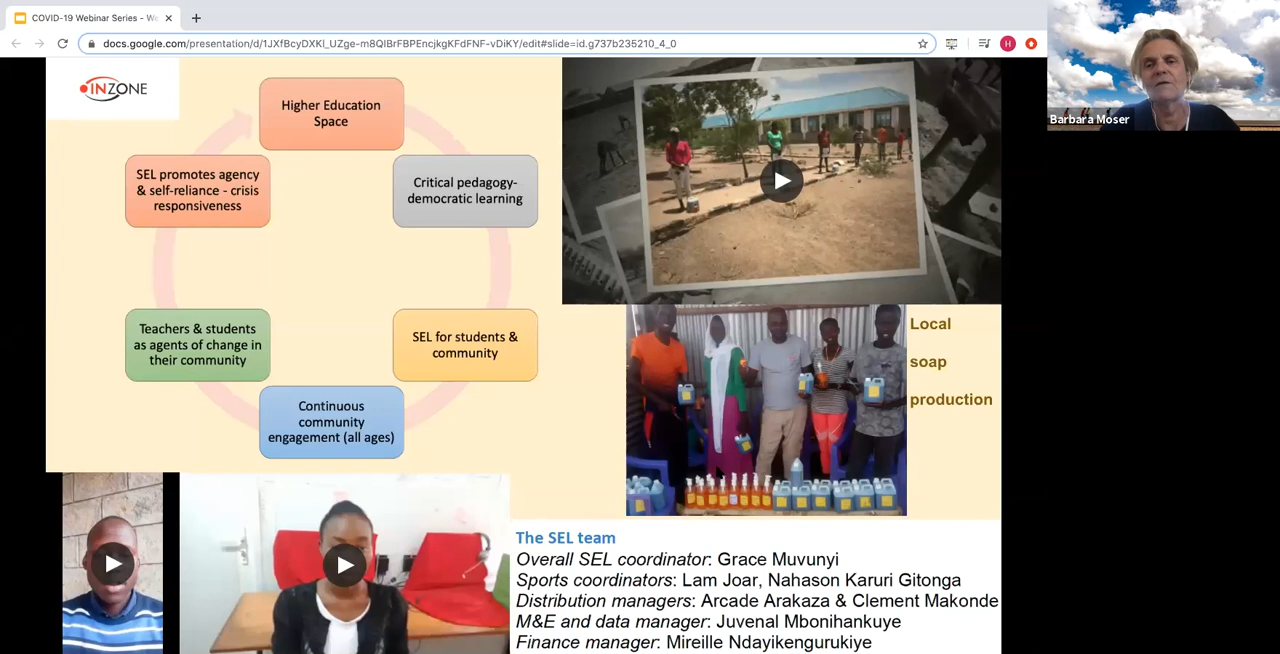 COVID-19 Webinar Series - We
docs.google.com/presentation/d/1JXfBcyDXKl_UZge-m8QIBrFBPEncjkgKFdFNF-vDiKY/edit#slide=id.g737b235210_4_0
H
Barbara Moser
INZONE
Higher Education
Space
SEL promotes agency
& self-reliance - crisis
responsiveness
Critical pedagogy-
democratic learning
Teachers & students
as agents of change in
their community
SEL for students &
community
Continuous
community
engagement (all ages)
Local
soap
production
The SEL team
Overall SEL coordinator: Grace Muvunyi
Sports coordinators: Lam Joar, Nahason Karuri Gitonga
Distribution managers: Arcade Arakaza & Clement Makonde
M&E and data manager: Juvenal Mbonihankuye
Finance manager: Mireille Ndayikengurukiye